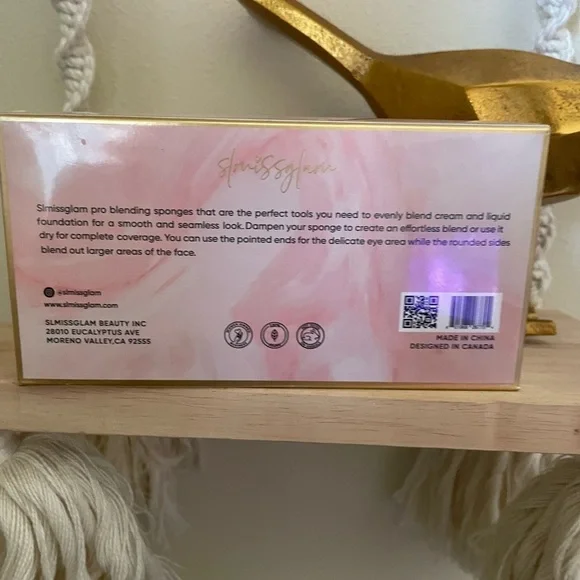 slmissglam
Slmissglam pro blending sponges that are the perfect tools you need to evenly blend cream and liquid
foundation for a smooth and seamless look. Dampen your sponge to create an effortless blend or use it
dry for complete coverage. You can use the pointed ends for the delicate eye area while the rounded sides
blend out larger areas of the face.
@slmissglam
www.slmissglam.com
SLMISSGLAM BEAUTY INC
28010 EUCALYPTUS AVE
MORENO VALLEY,CA 92555
MADE IN CHINA
DESIGNED IN CANADA